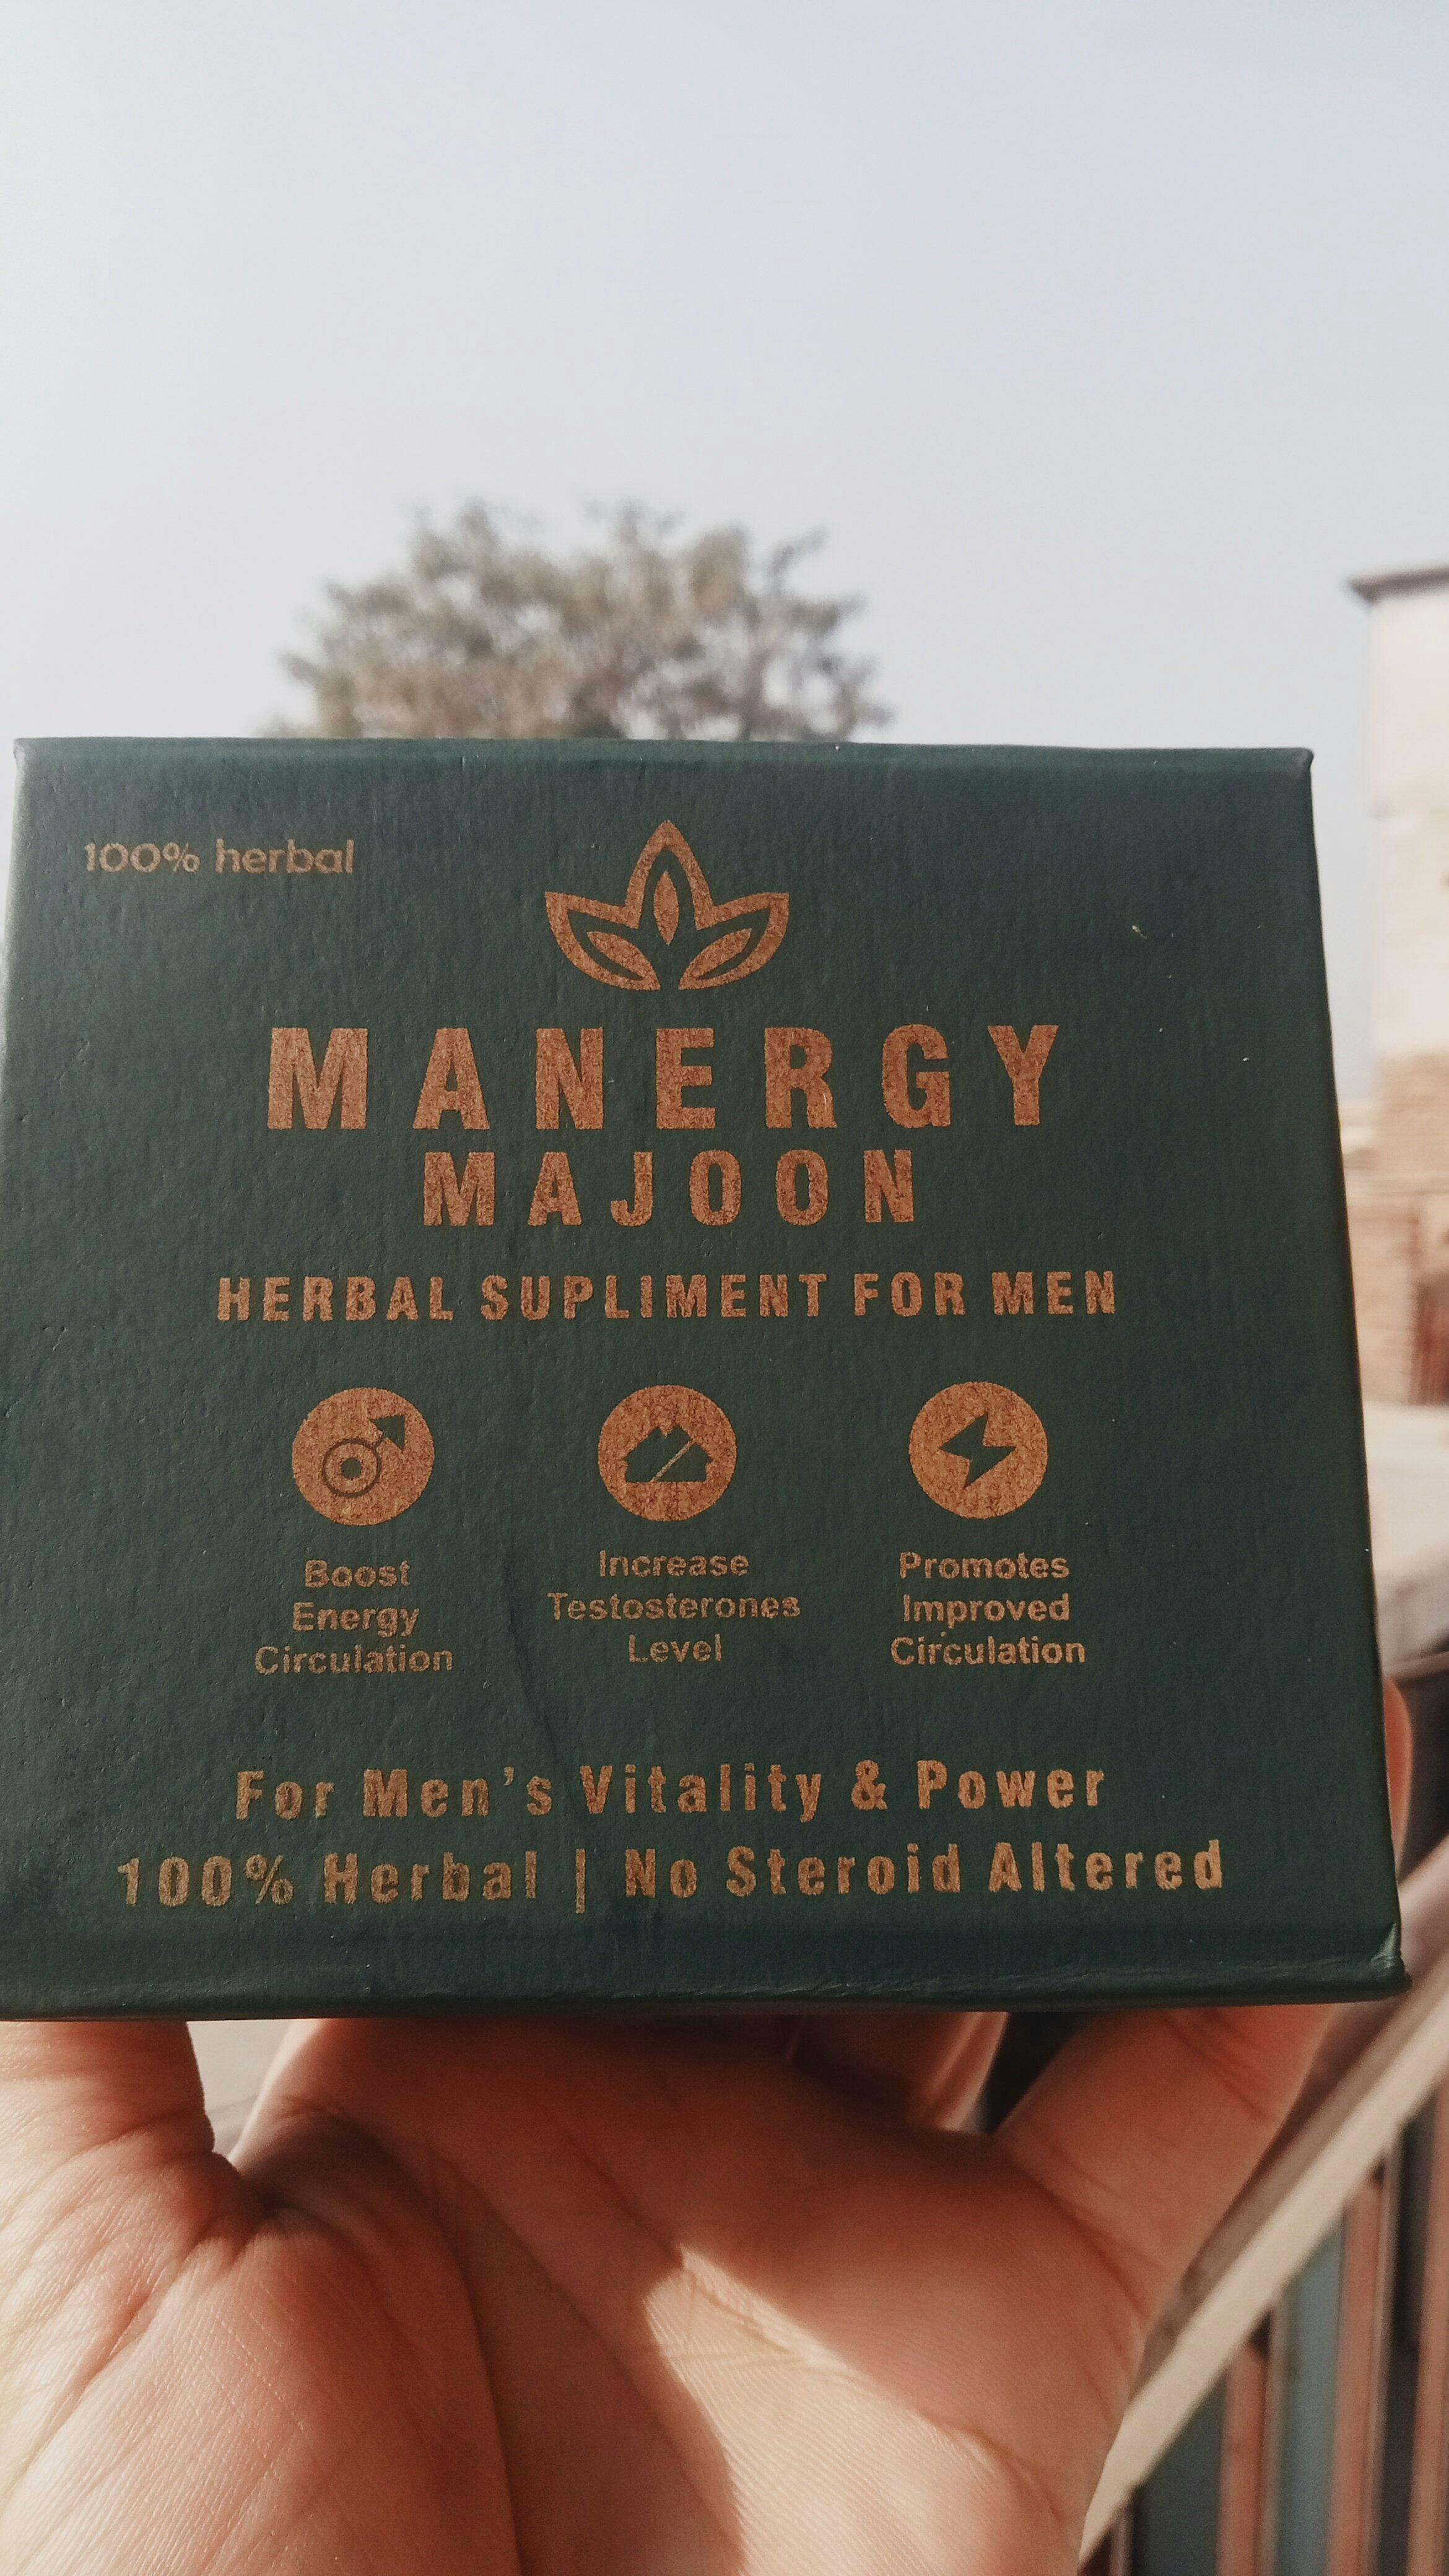 100% herbal
MANERGY
MAJOON
HERBAL SUPLIMENT FOR MEN
Boost
Energy
Circulation
Increase
Testosterones
Level
Promotes
Improved
Circulation
For Men's Vitality & Power
100% Herbal | No Steroid Altered